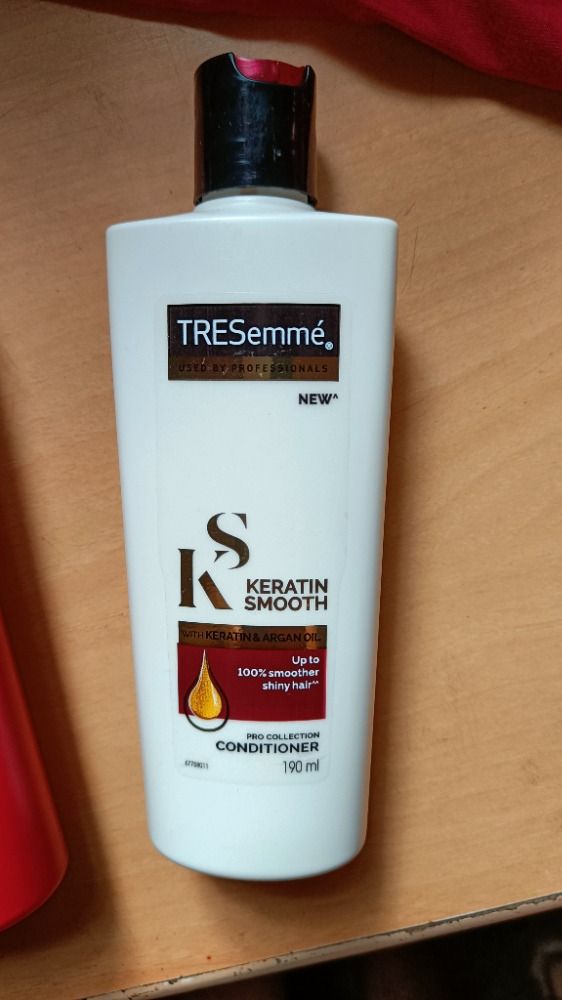 TRESemmé®
USED BY PROFESSIONALS
NEW^
KS
KERATIN
SMOOTH
WITH KERATIN & ARGAN OIL
Up to
100% smoother
shiny hair^^
PRO COLLECTION
CONDITIONER
190 ml